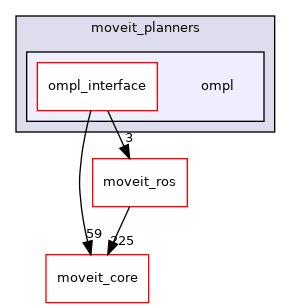 moveit_planners
ompl_interface
ompl
3
moveit_ros
59
225
moveit_core